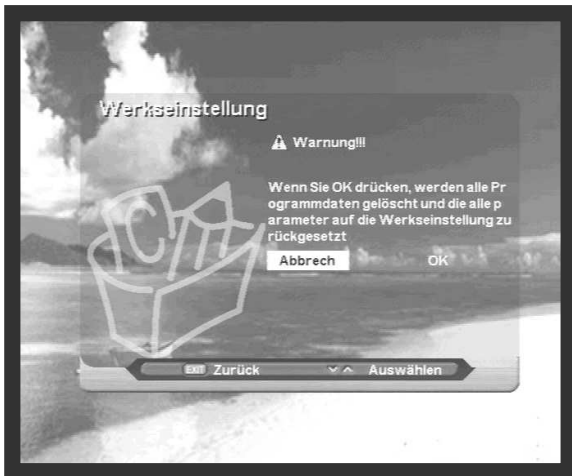 Werkseinstellung
Warnung!!!
Wenn Sie OK drücken, werden alle Pr
ogrammdaten gelöscht und die alle p
arameter auf die Werkseinstellung zu
rückgesetzt
Abbrech OK
EXIT Zurück Auswählen